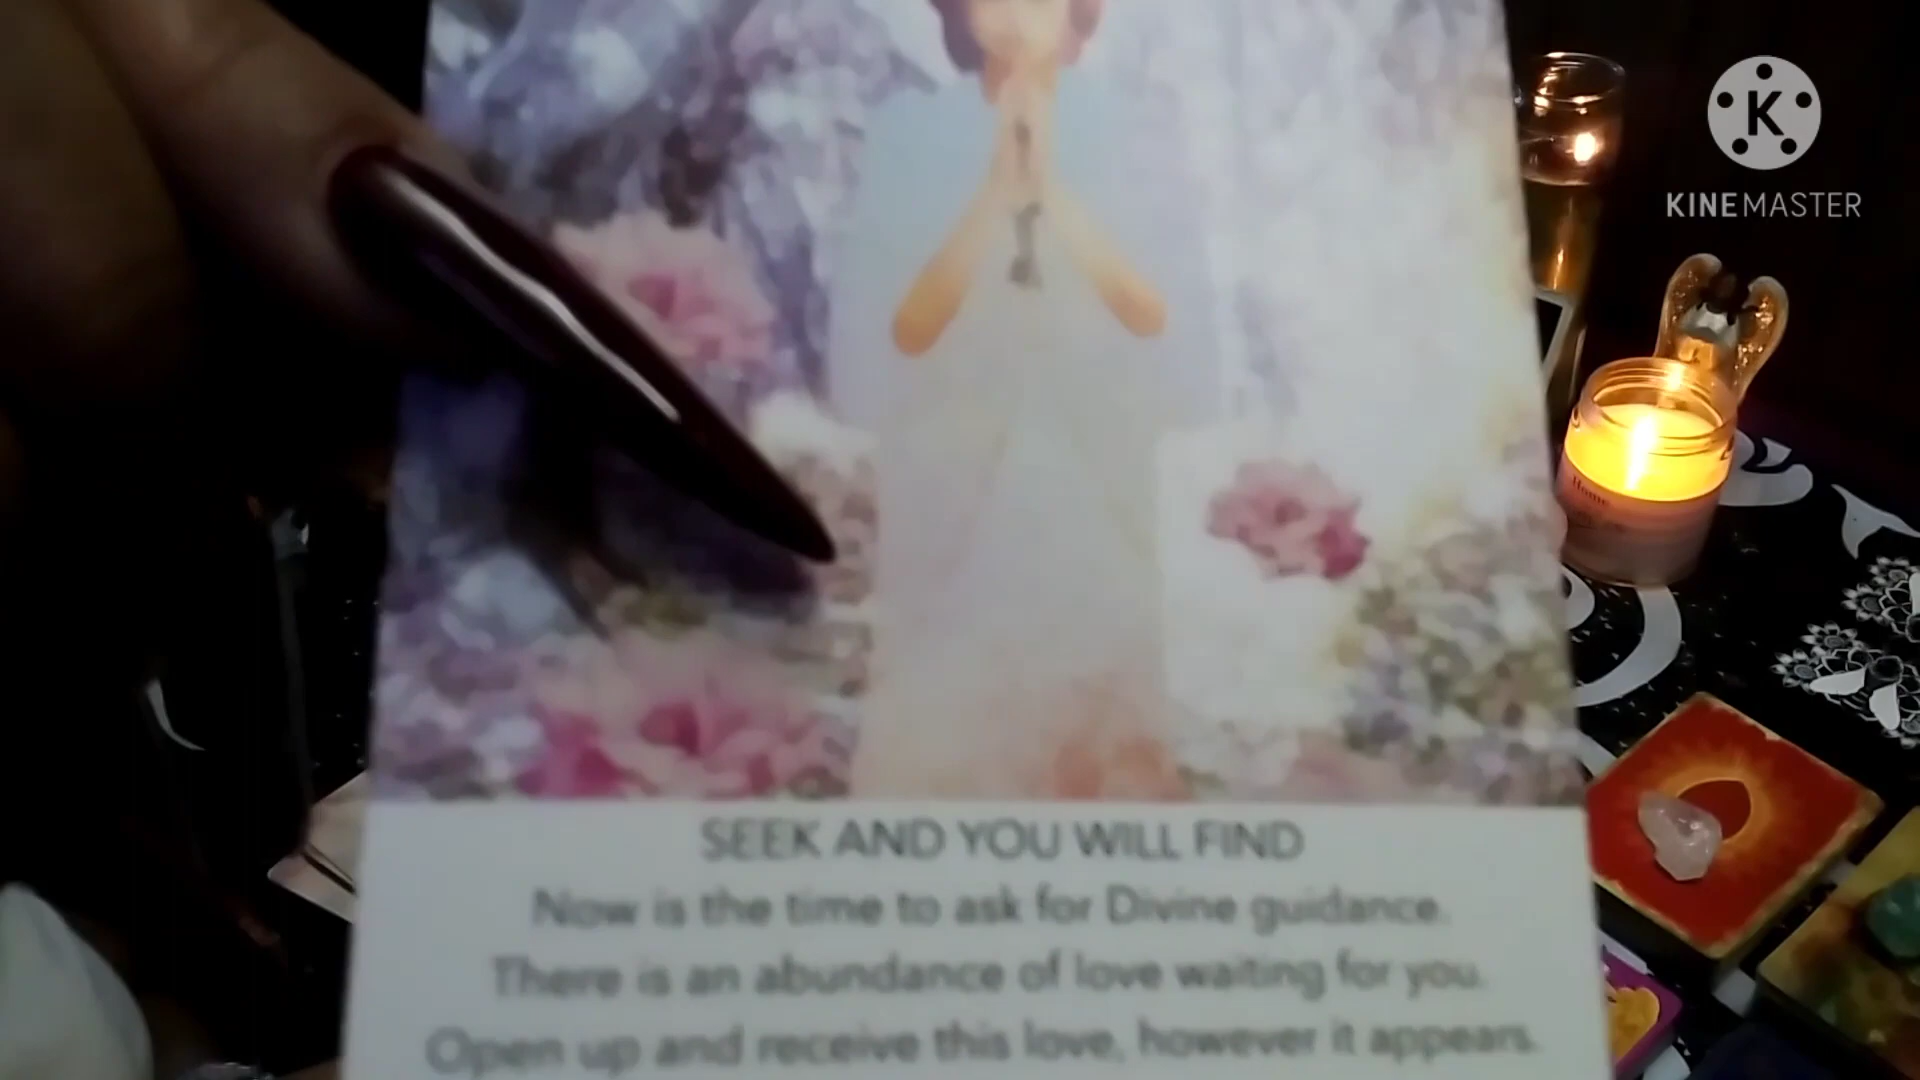 K
KINEMASTER
Home
SEEK AND YOU WILL FIND
Now is the time to ask for Divine guidance.
There is an abundance of love waiting for you.
Open up and receive this love, however it appears.